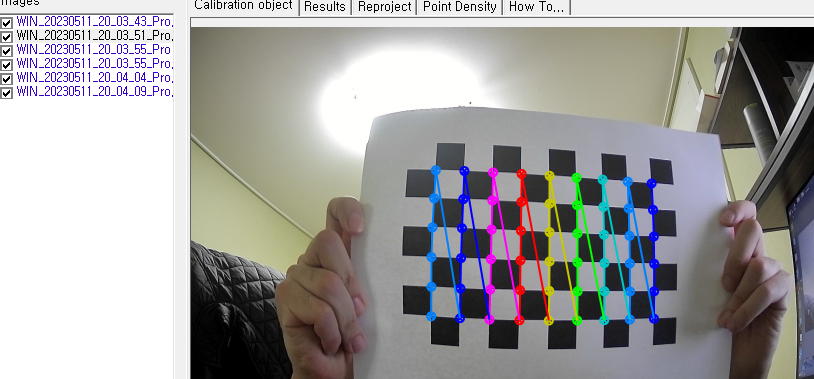 Images
Calibration object Results Reproject Point Density How To...
WIN_20230511_20_03_43_Pro.
WIN_20230511_20_03_51_Pro.
WIN_20230511_20_03_55_Pro
WIN_20230511_20_03_55_Pro.
WIN_20230511_20_04_04_Pro.
WIN_20230511_20_04_09_Pro.